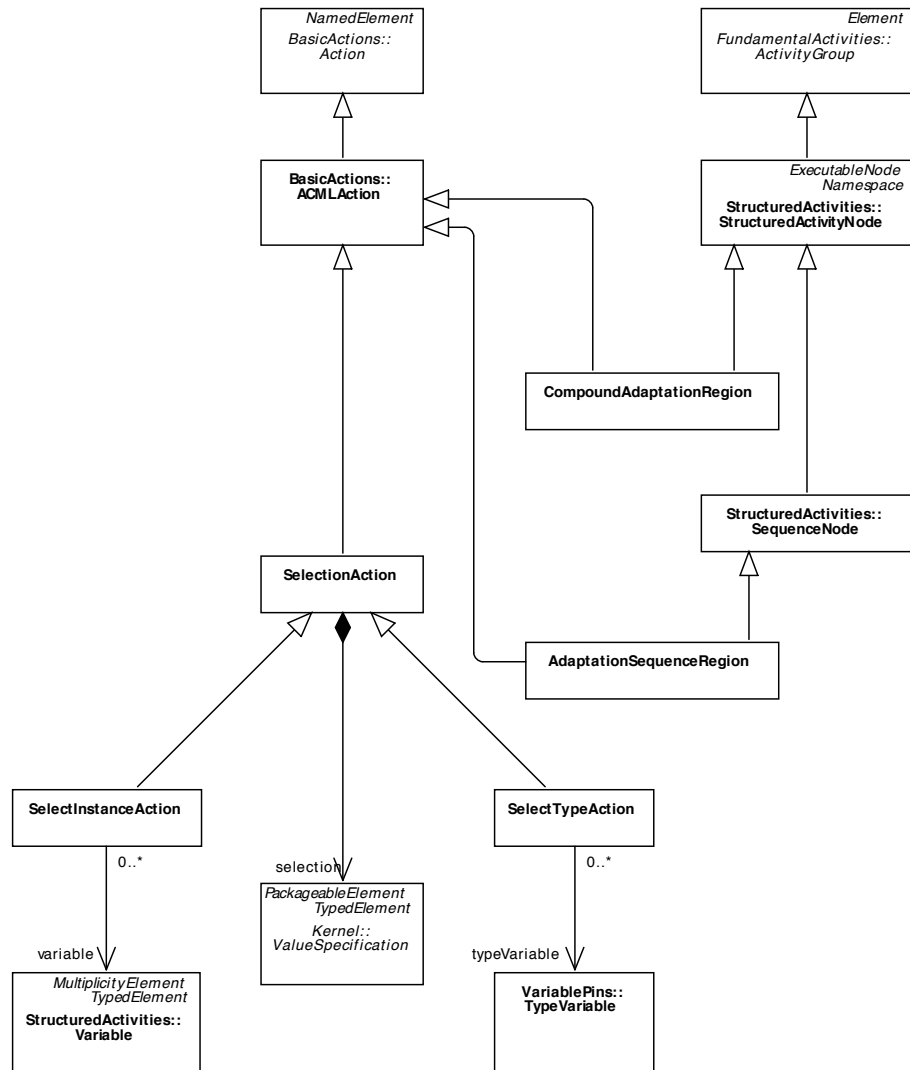 NamedElement
BasicActions::
Action
Element
FundamentalActivities::
ActivityGroup
BasicActions::
ACMLAction
ExecutableNode
Namespace
StructuredActivities::
StructuredActivityNode
CompoundAdaptationRegion
StructuredActivities::
SequenceNode
SelectionAction
AdaptationSequenceRegion
SelectInstanceAction
SelectTypeAction
0..*
0..*
selection
PackageableElement
TypedElement
Kernel::
ValueSpecification
variable
typeVariable
MultiplicityElement
TypedElement
StructuredActivities::
Variable
VariablePins::
TypeVariable